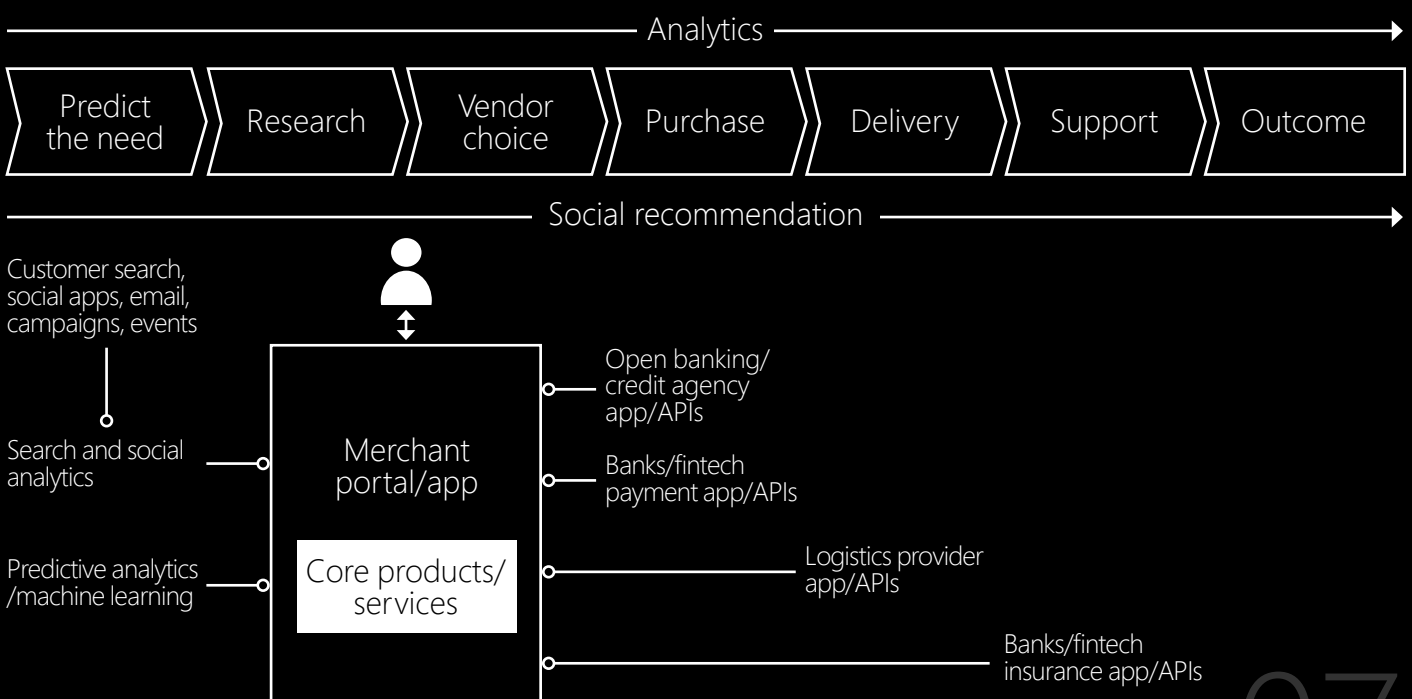 Analytics
Predict
the need
Research
Vendor
choice
Purchase
Delivery
Support
Outcome
Social recommendation
Customer search,
social apps, email,
campaigns, events
Search and social
analytics
Predictive analytics
/machine learning
Merchant
portal/app
Core products/
services
Open banking/
credit agency
app/APIs
Banks/fintech
payment app/APIs
Logistics provider
app/APIs
Banks/fintech
insurance app/APIs